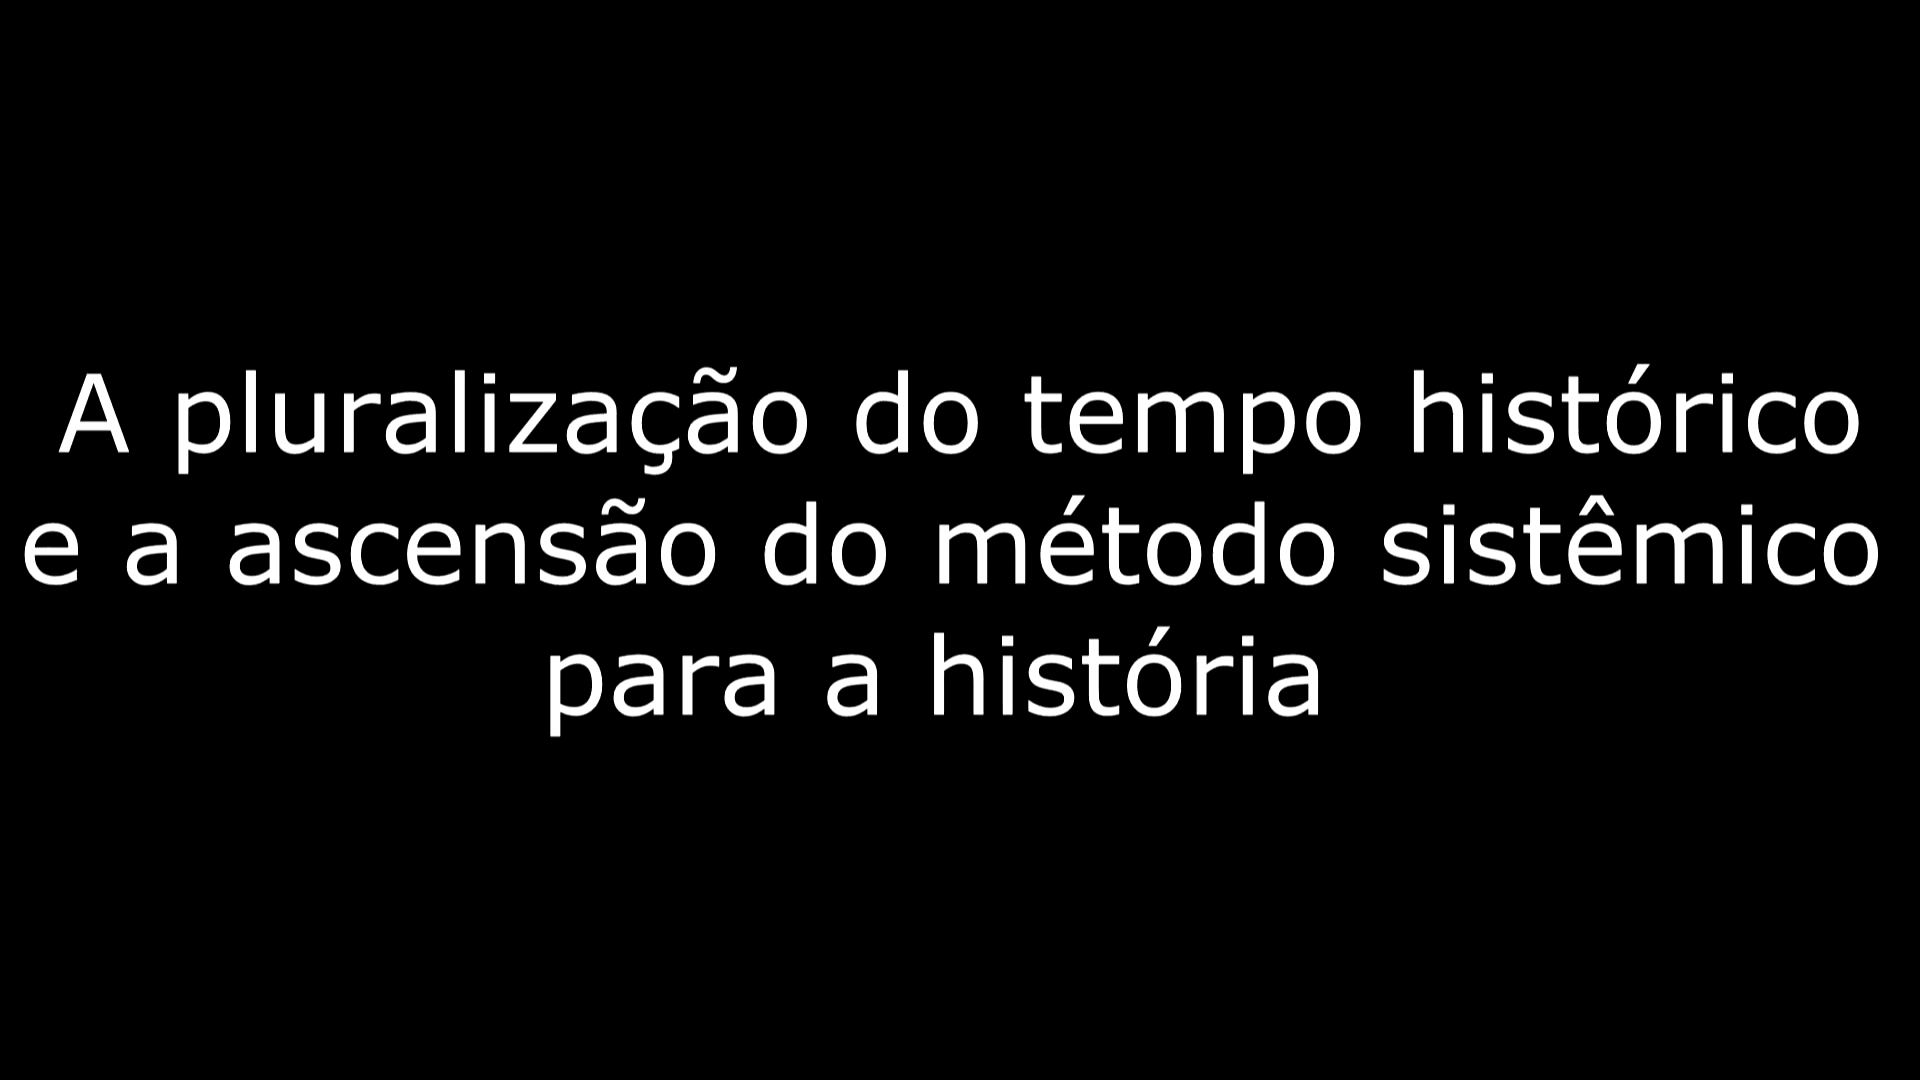 A pluralização do tempo histórico
e a ascensão do método sistêmico
para a história